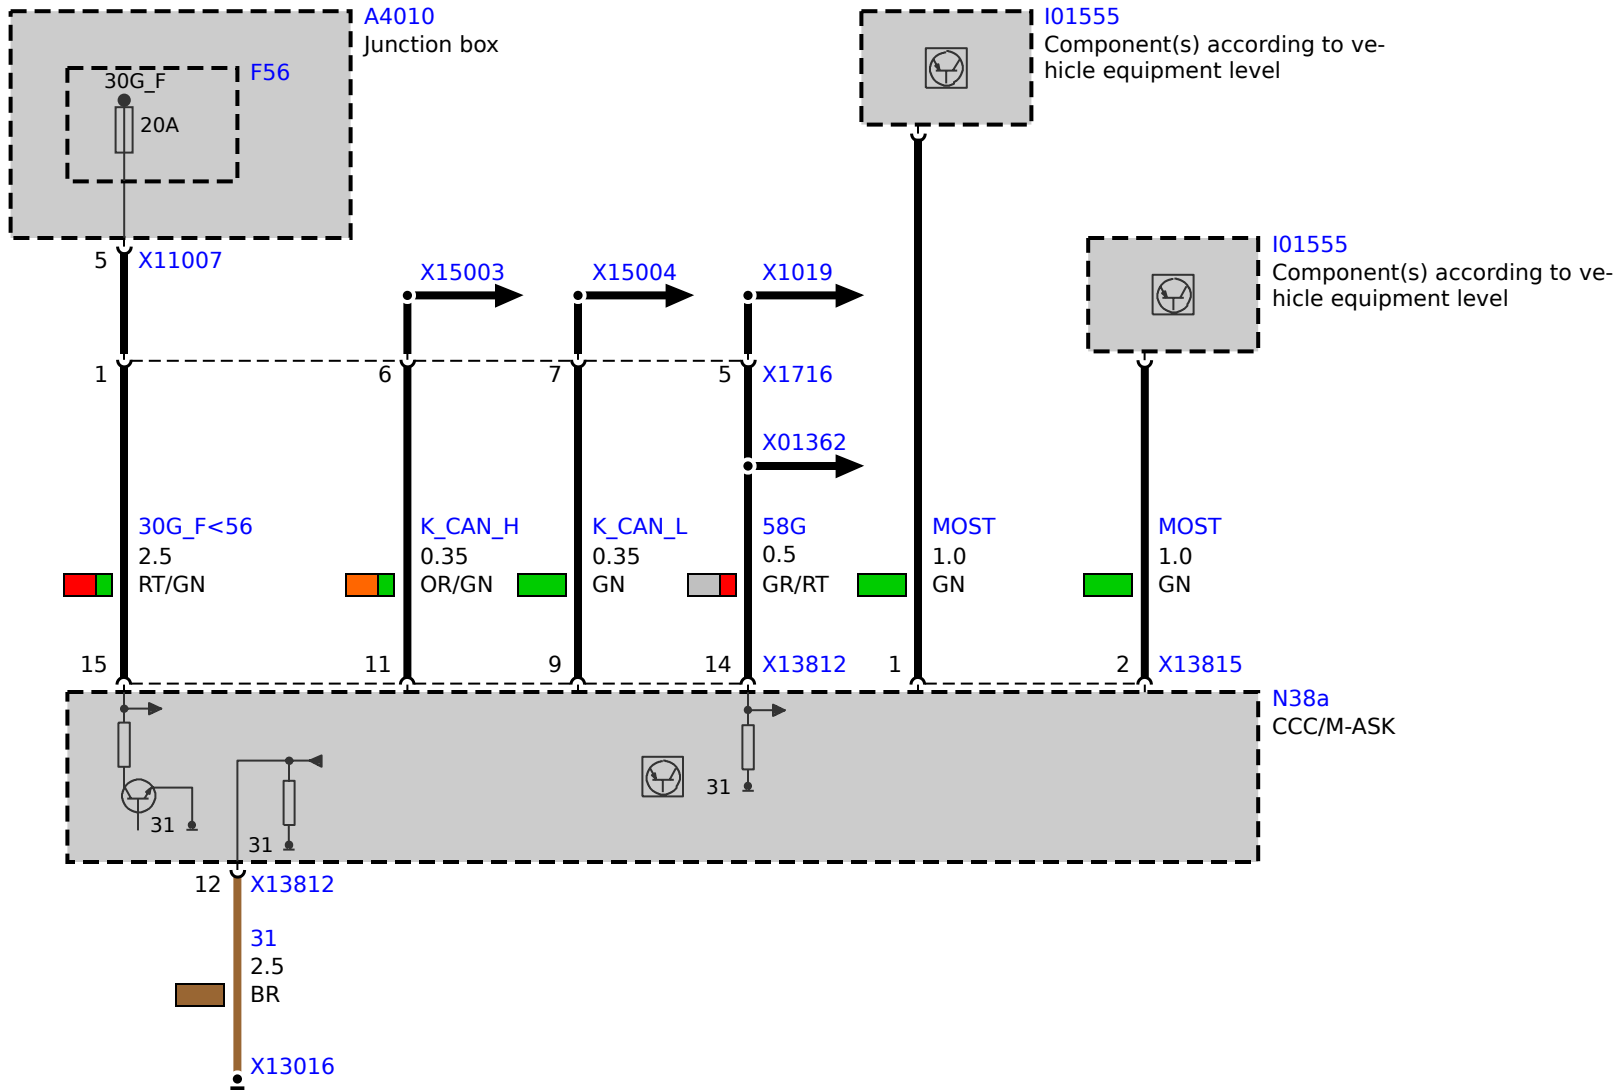 A4010
Junction box
30G_F
F56
20A
I01555
Component(s) according to ve-
hicle equipment level
I01555
Component(s) according to ve-
hicle equipment level
5 X11007
X15003
X15004
X1019
1
6
7
5 X1716
X01362
30G_F<56
2.5
RT/GN
K_CAN_H
0.35
OR/GN
K_CAN_L
0.35
GN
58G
0.5
GR/RT
MOST
1.0
GN
MOST
1.0
GN
15
11
9
14 X13812
1
2 X13815
N38a
CCC/M-ASK
31
31
31
12 X13812
31
2.5
BR
X13016